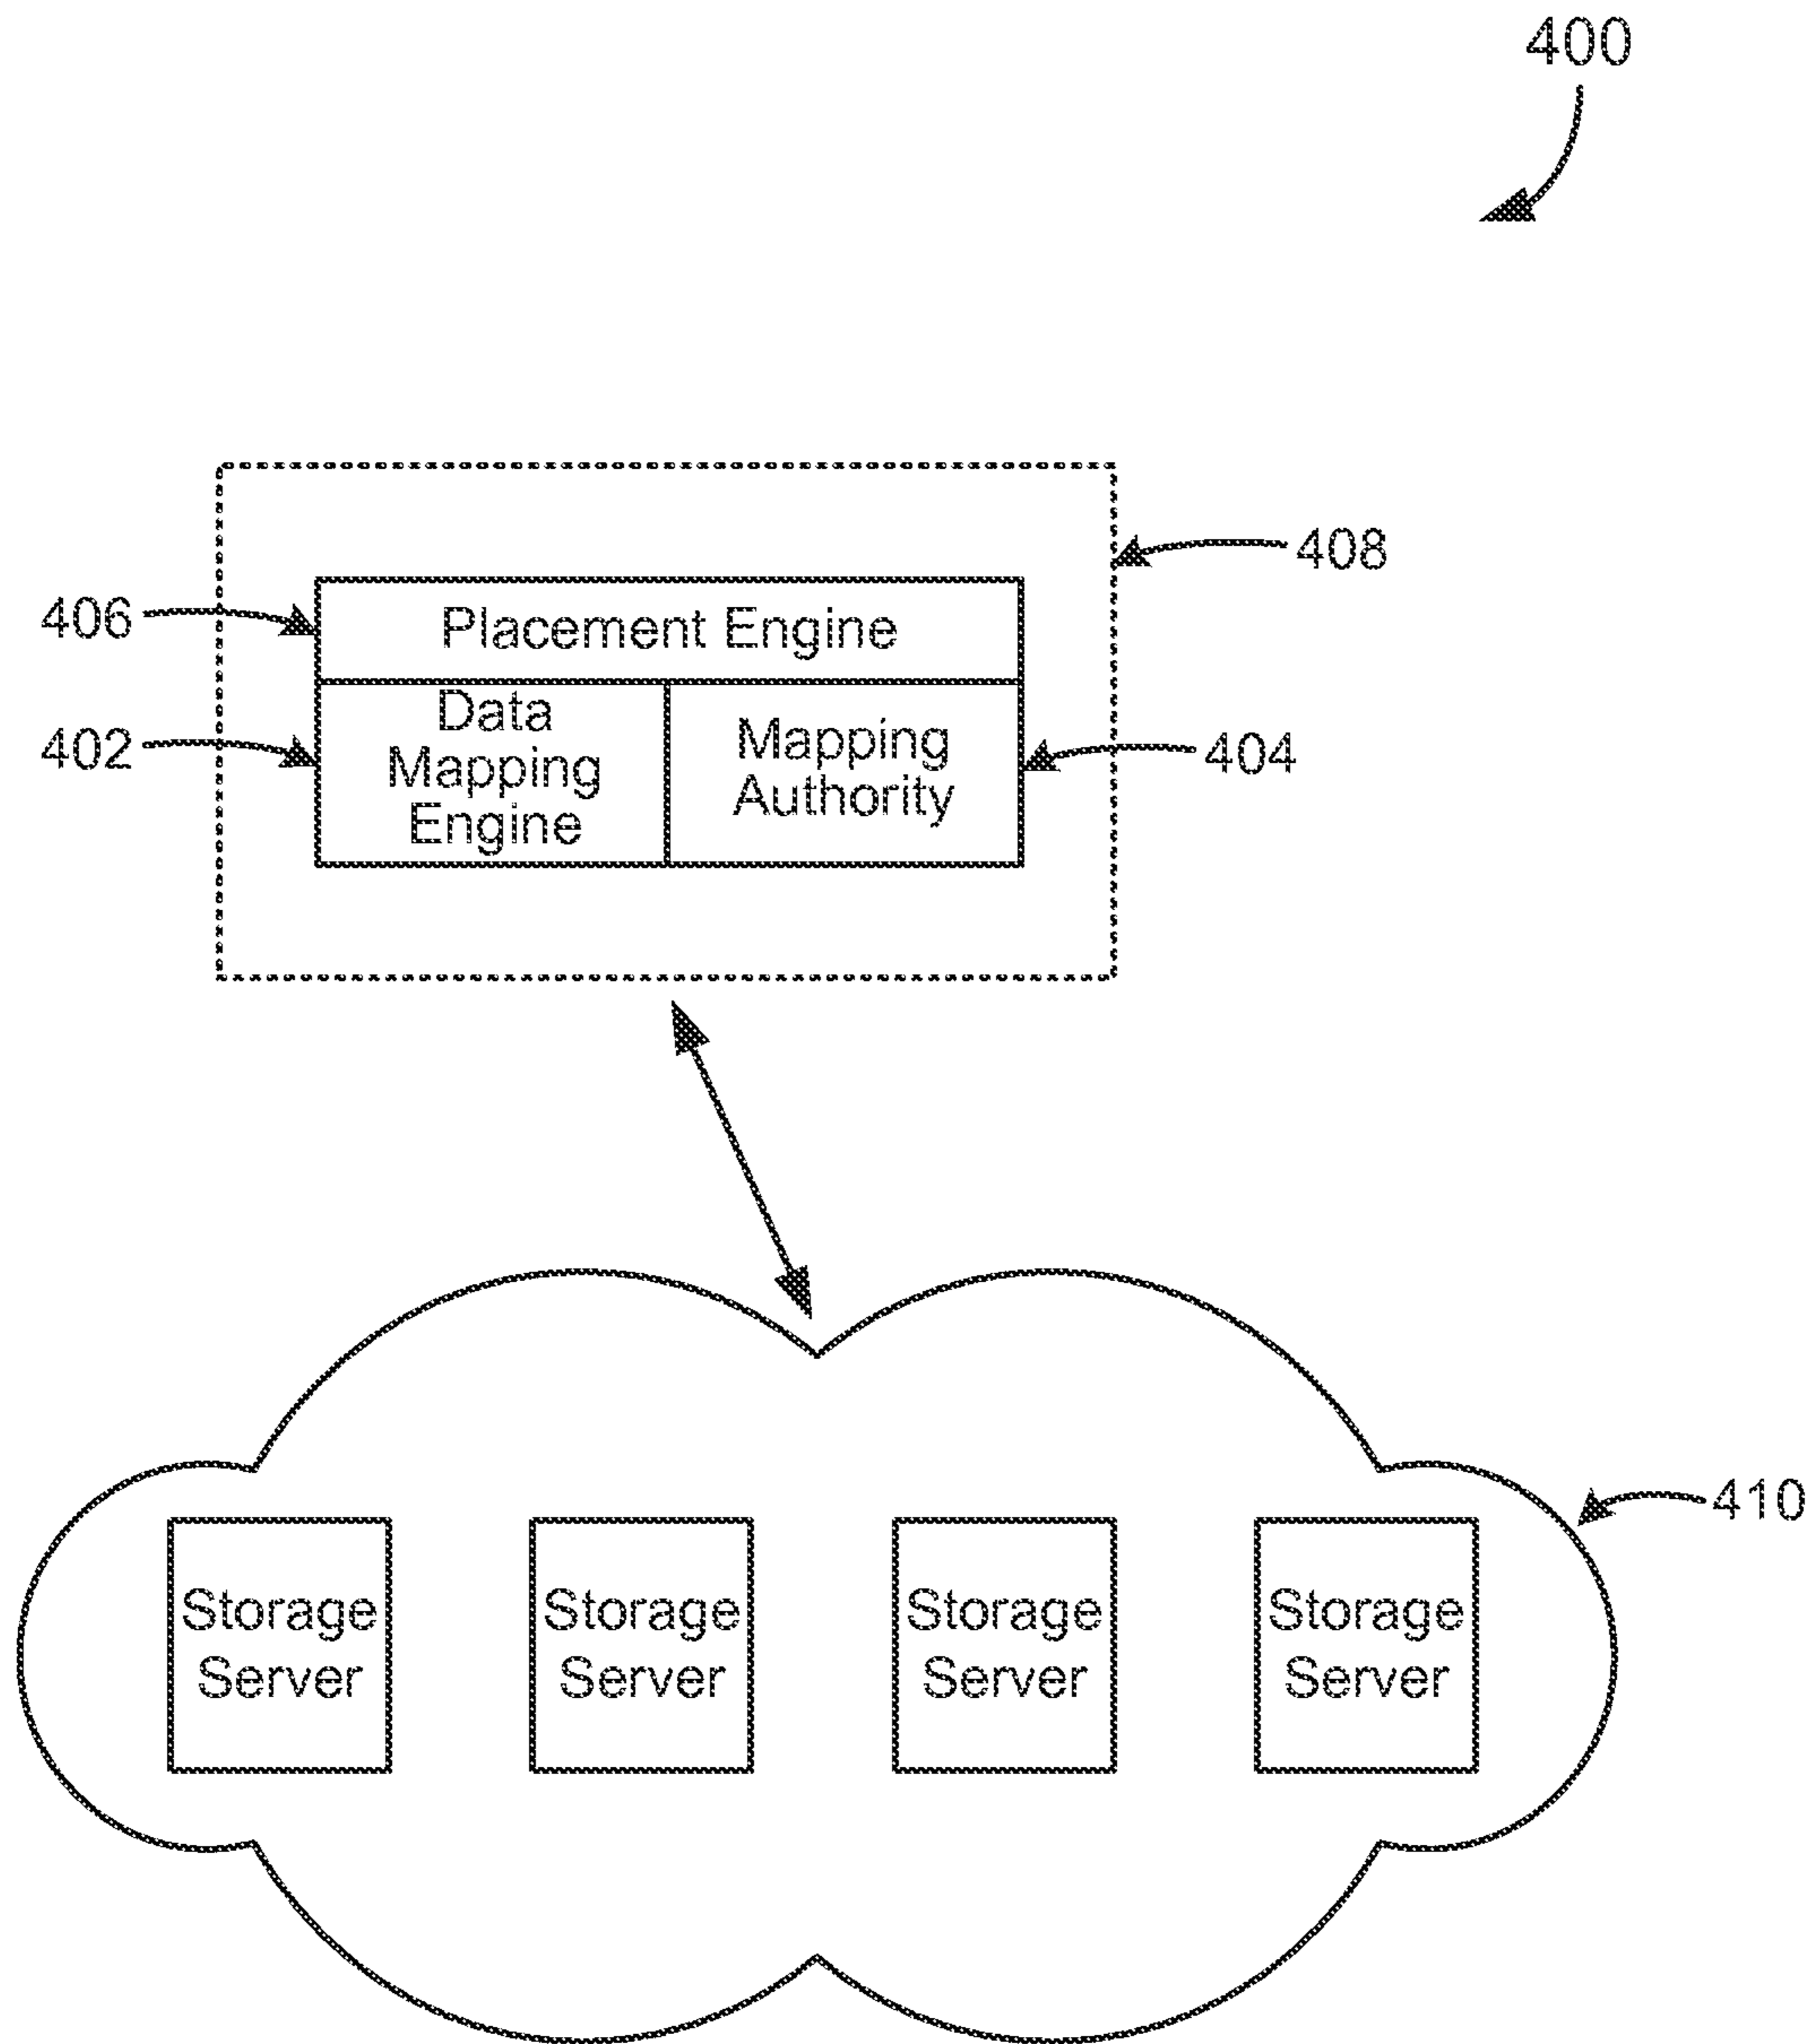 400
408
406
Placement Engine
402
Data
Mapping
Engine
Mapping
Authority
404
410
Storage
Server
Storage
Server
Storage
Server
Storage
Server